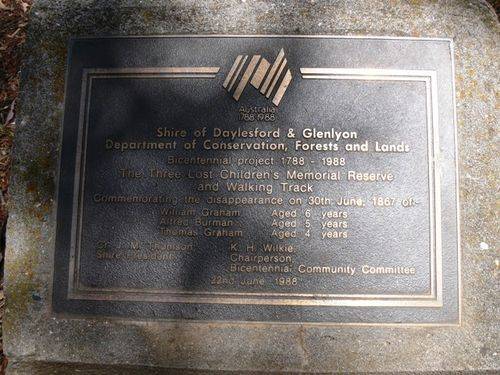 Australia
1788 1988
Shire of Daylesford & Glenlyon
Department of Conservation, Forests and Lands
Bicentennial project 1788 - 1988
The Three Lost Children's Memorial Reserve
and Walking Track
Commemorating the disappearance on 30th June, 1867 of:-
William Graham Aged 6 years
Alfred Burman Aged 5 years
Thomas Graham Aged 4 years
Cr. J. M. K. H. Wilkie
Shire President Chairperson
Bicentennial Community Committee
22nd June 1988